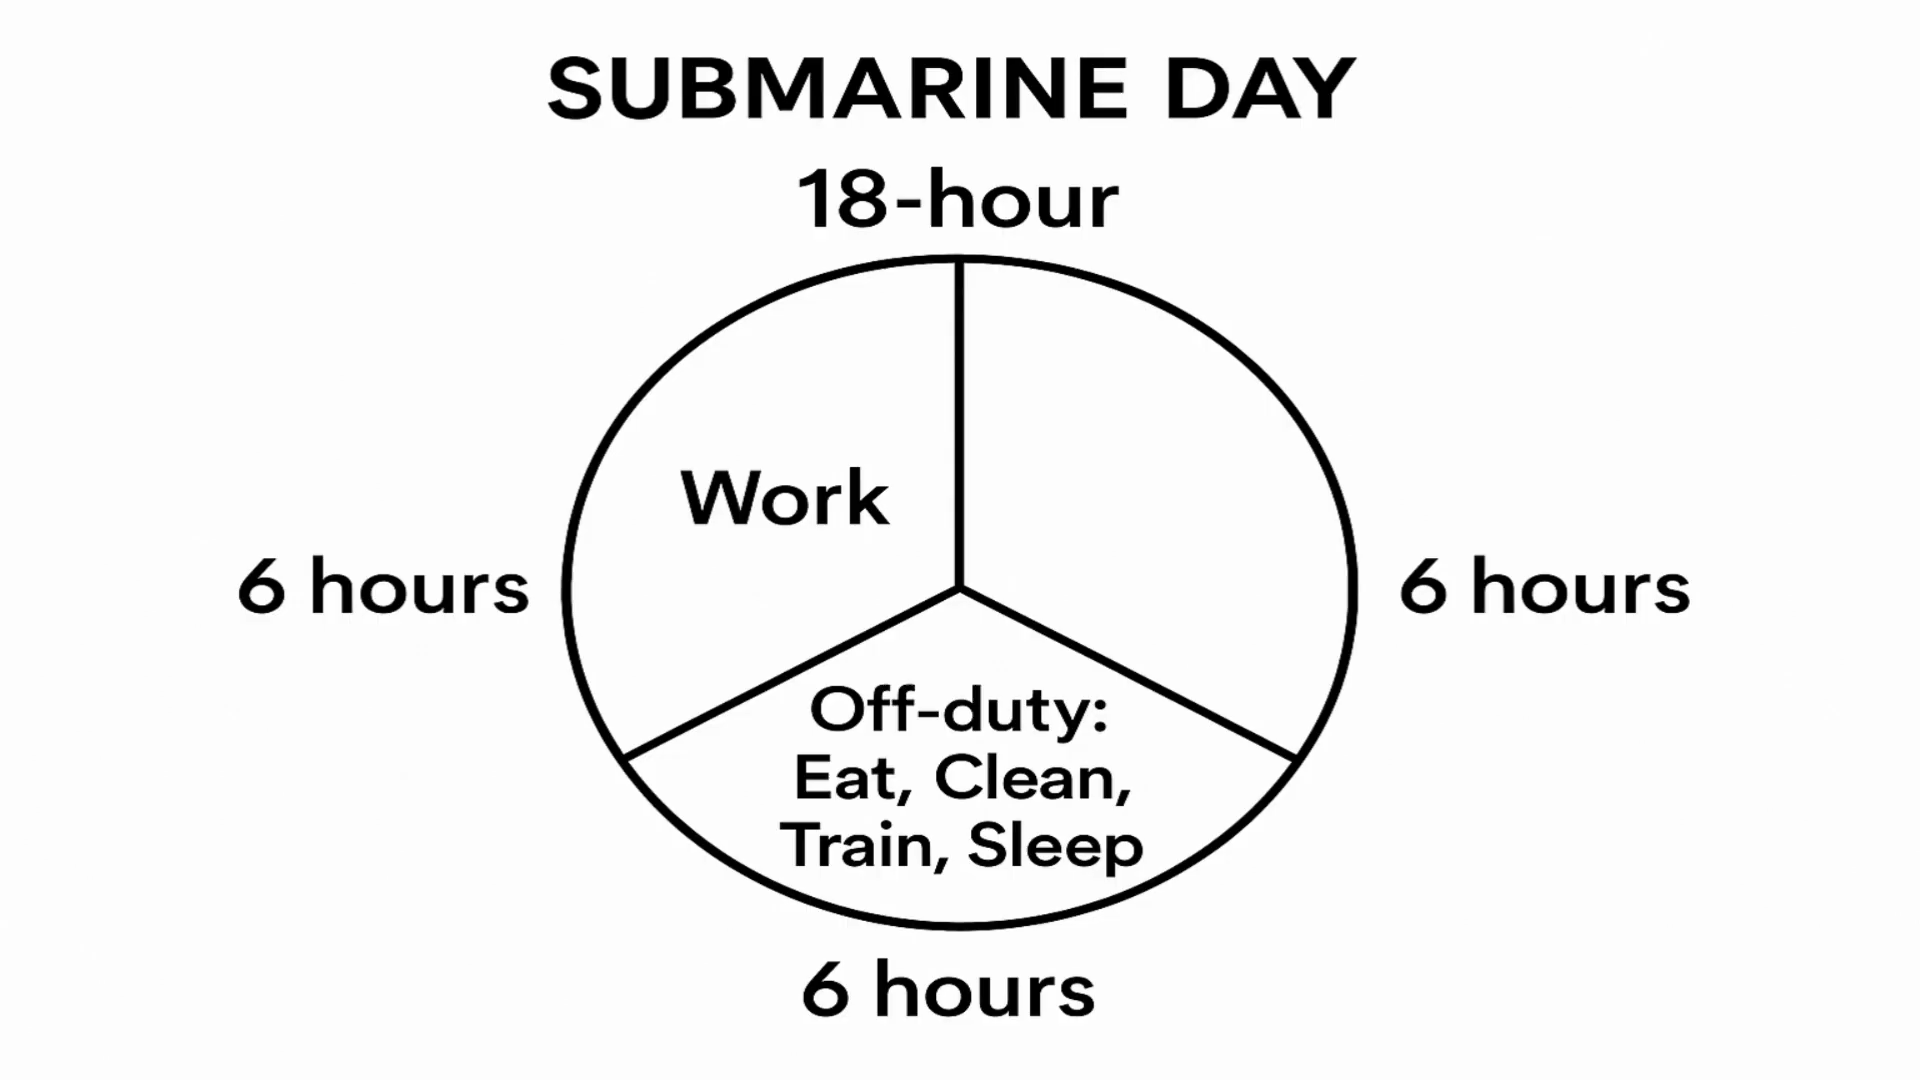 SUBMARINE DAY
18-hour
Work
6 hours
6 hours
Off-duty:
Eat, Clean,
Train, Sleep
6 hours